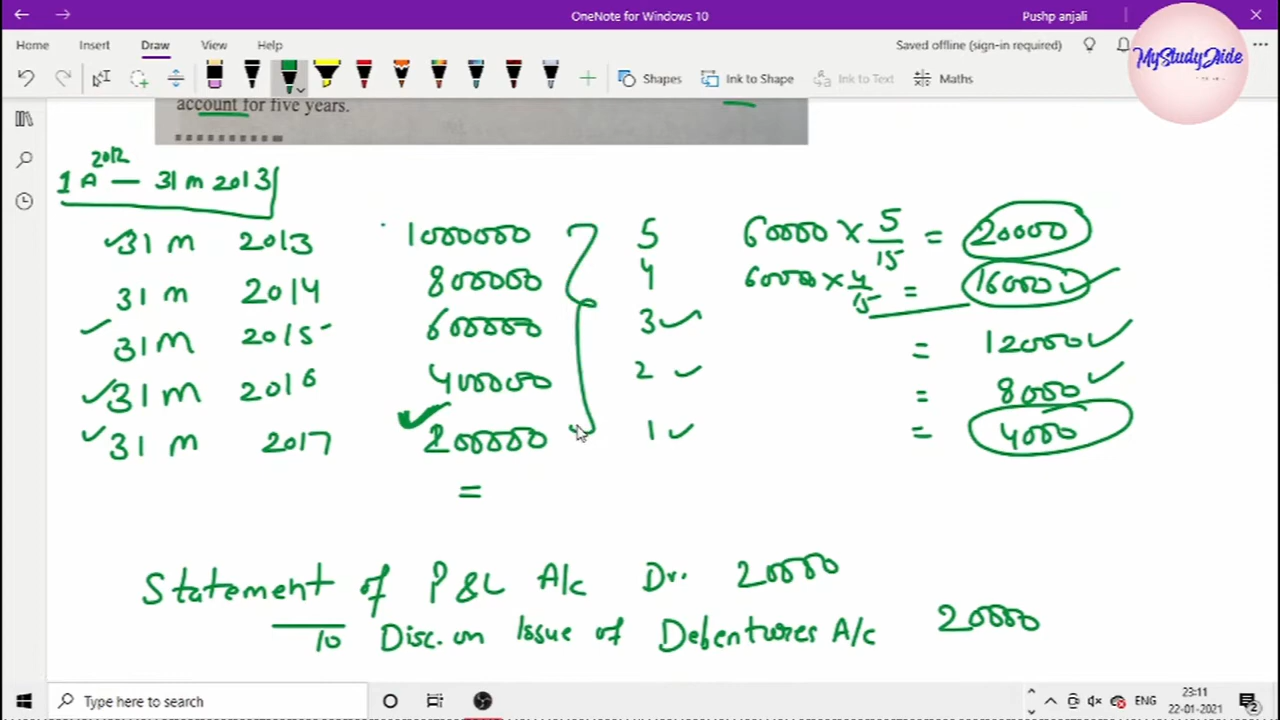 OneNote for Windows 10
Pushp anjali
Home Insert Draw View Help
Saved offline (sign-in required)
MyStudyAide
Shapes Ink to Shape Ink to Text Maths
account for five years.
2012
1 A — 31 m 2013
31 m 2013 1000000 5 60000 × 5/15 = 20000
31 m 2014 800000 4 60000 × 4/15 = 16000
31 m 2015 600000 3 = 12000
31 m 2016 400000 2 = 8000
31 m 2017 200000 1 = 4000
=
Statement of P&L A/c Dr. 20000
To Disc. on Issue of Debentures A/c 20000
Type here to search
ENG
23:11
22-01-2021
2